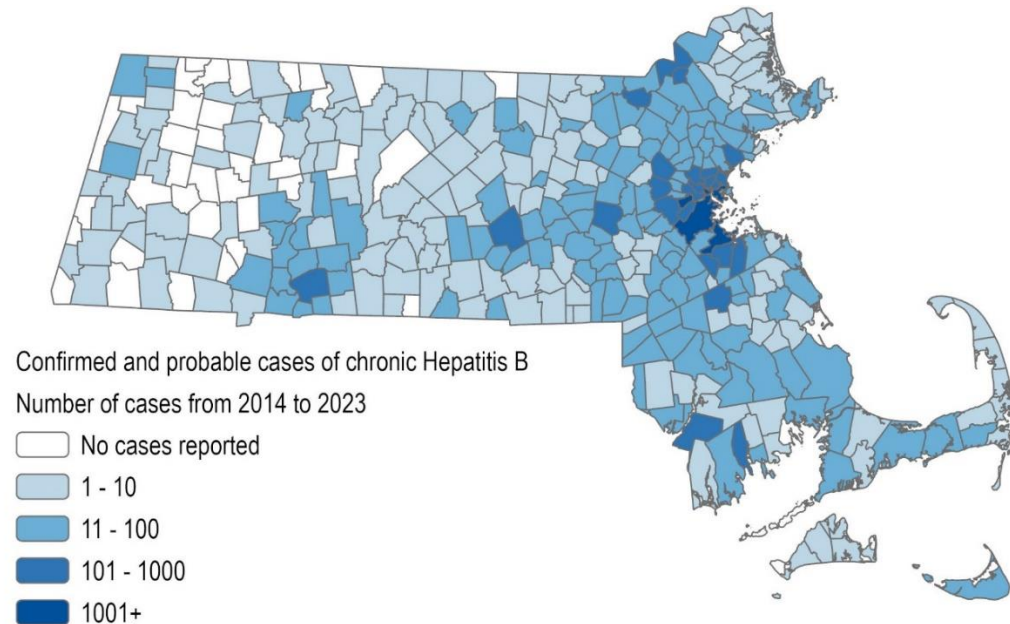 Confirmed and probable cases of chronic Hepatitis B
Number of cases from 2014 to 2023
No cases reported
1 - 10
11 - 100
101 - 1000
1001+